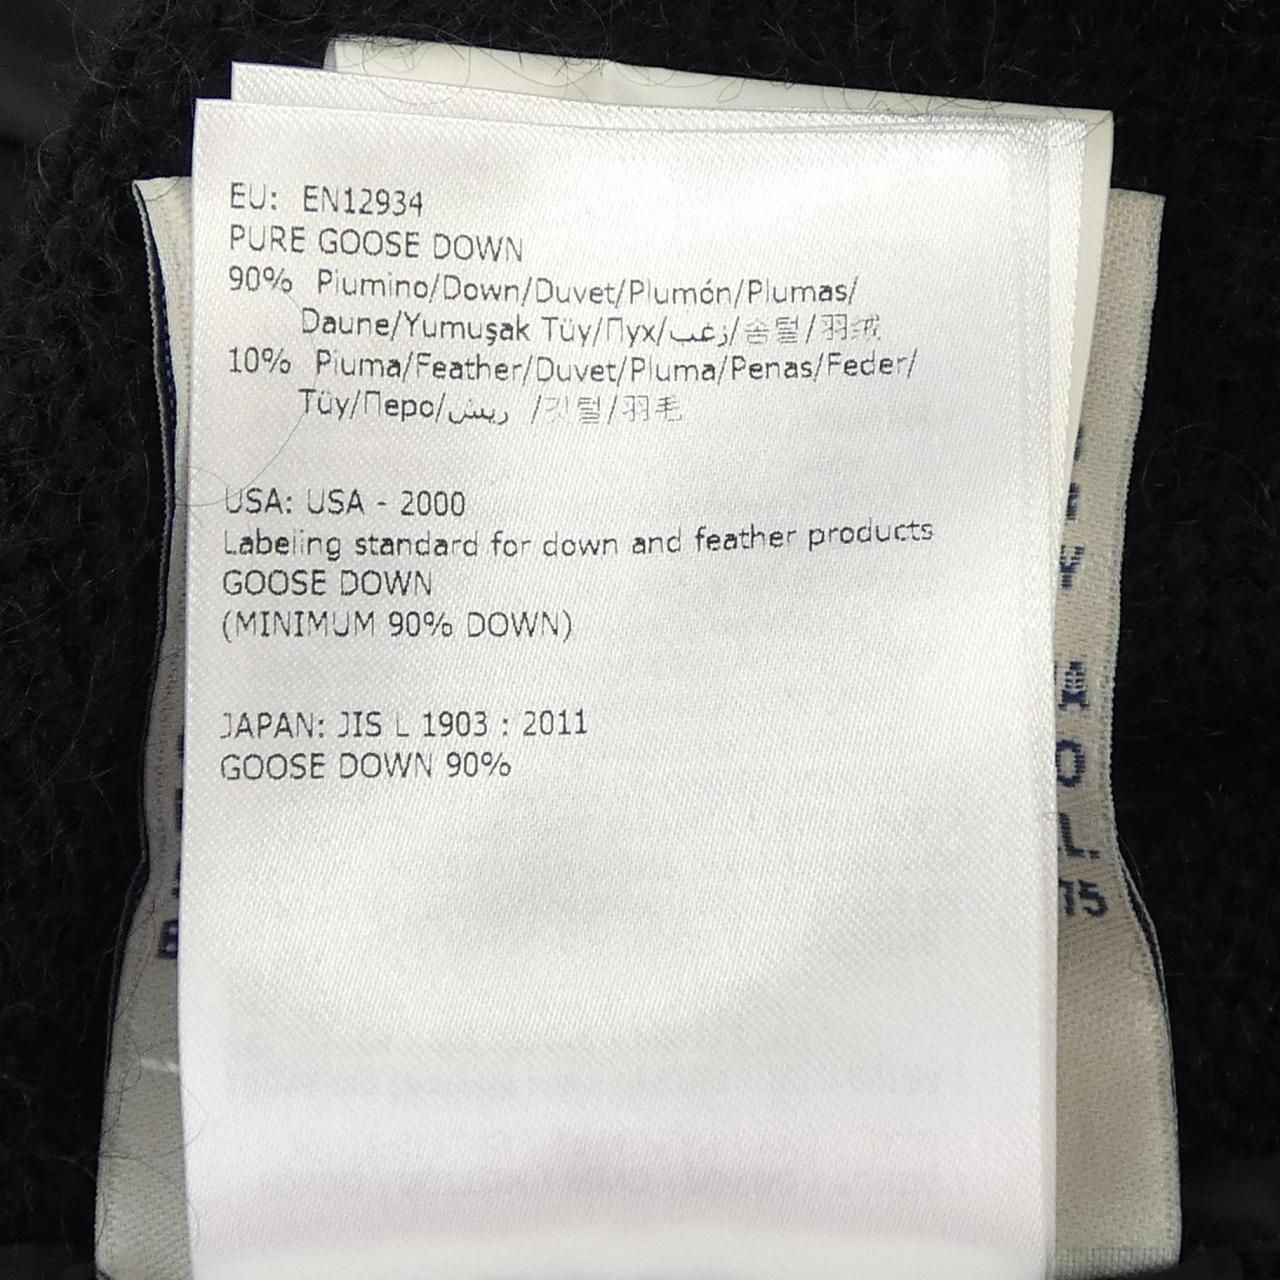 EU: EN12934
PURE GOOSE DOWN
90% Piumino/Down/Duvet/Plumón/Plumas/
Daune/Yumuşak Tüy/Пух/زغب/솜털/羽绒
10% Piuma/Feather/Duvet/Pluma/Penas/Feder/
Tüy/Перо/ريش /깃털/羽毛
USA: USA - 2000
Labeling standard for down and feather products
GOOSE DOWN
(MINIMUM 90% DOWN)
JAPAN: JIS L 1903 : 2011
GOOSE DOWN 90%